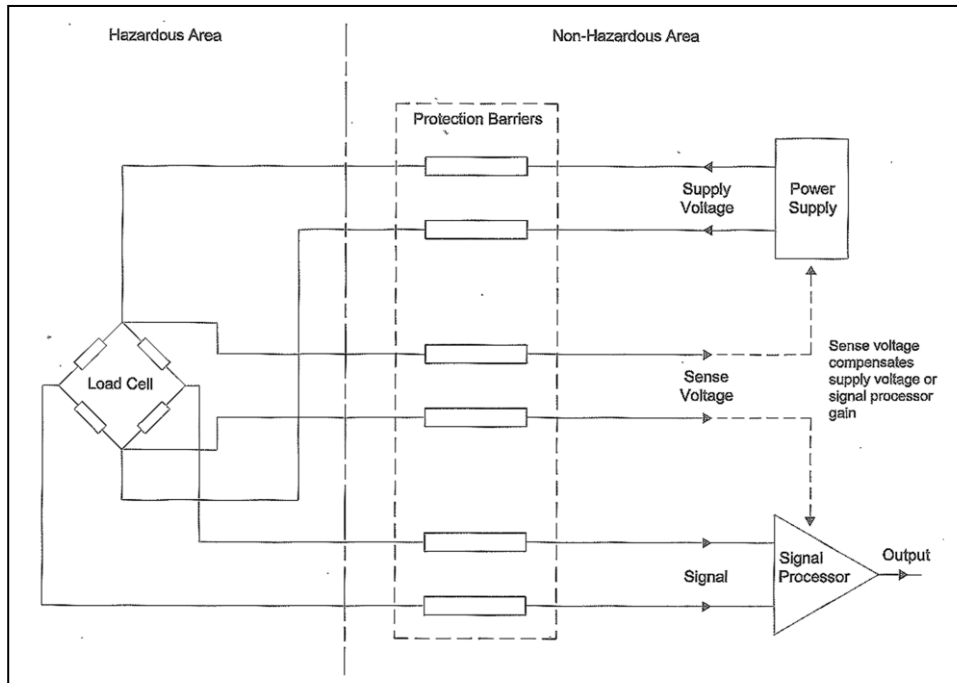 Hazardous Area
Non-Hazardous Area
Protection Barriers
Supply
Voltage
Power
Supply
Load Cell
Sense
Voltage
Sense voltage
compensates
supply voltage or
signal processor
gain
Signal
Signal
Processor
Output